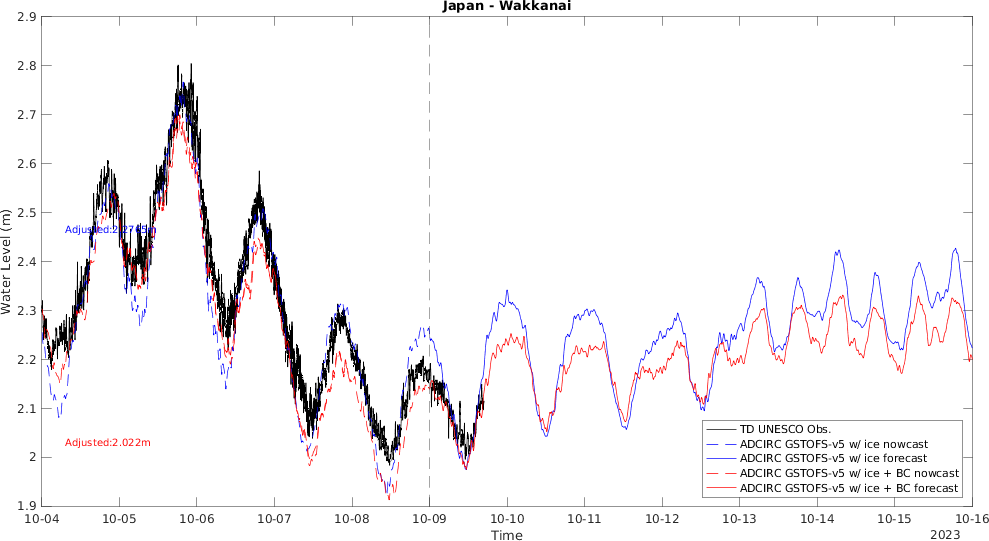 Japan - Wakkanai
2.9
2.8
2.7
2.6
2.5
2.4
2.3
2.2
2.1
2
1.9
Water Level (m)
Adjusted:2.2765m
Adjusted:2.022m
TD UNESCO Obs.
ADCIRC GSTOFS-v5 w/ ice nowcast
ADCIRC GSTOFS-v5 w/ ice forecast
ADCIRC GSTOFS-v5 w/ ice + BC nowcast
ADCIRC GSTOFS-v5 w/ ice + BC forecast
10-04 10-05 10-06 10-07 10-08 10-09 10-10 10-11 10-12 10-13 10-14 10-15 10-16
Time
2023